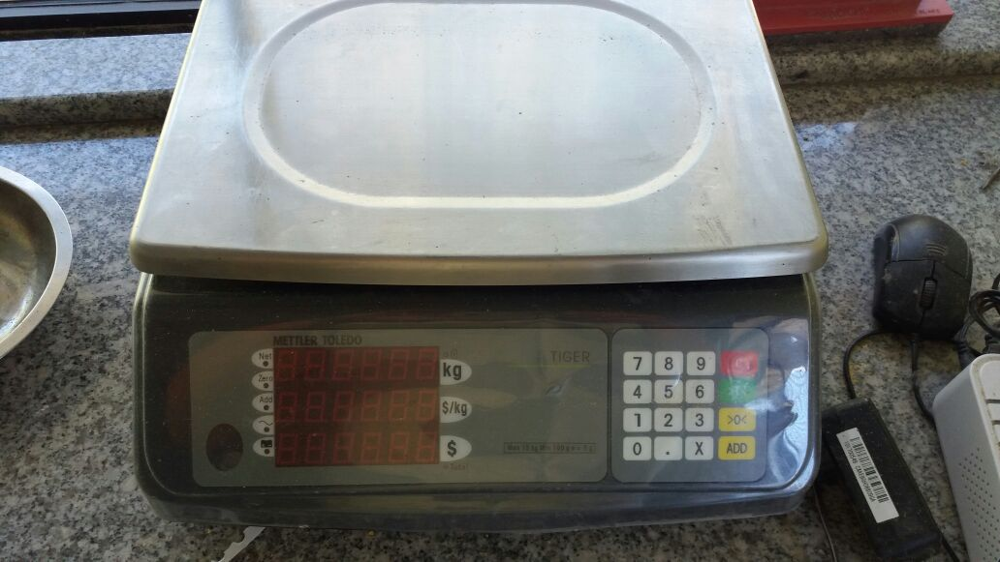 METTLER TOLEDO
TIGER
Net
Zero
Add
kg
$/kg
$
Total
7 8 9
4 5 6
1 2 3 >0<
0 . X ADD